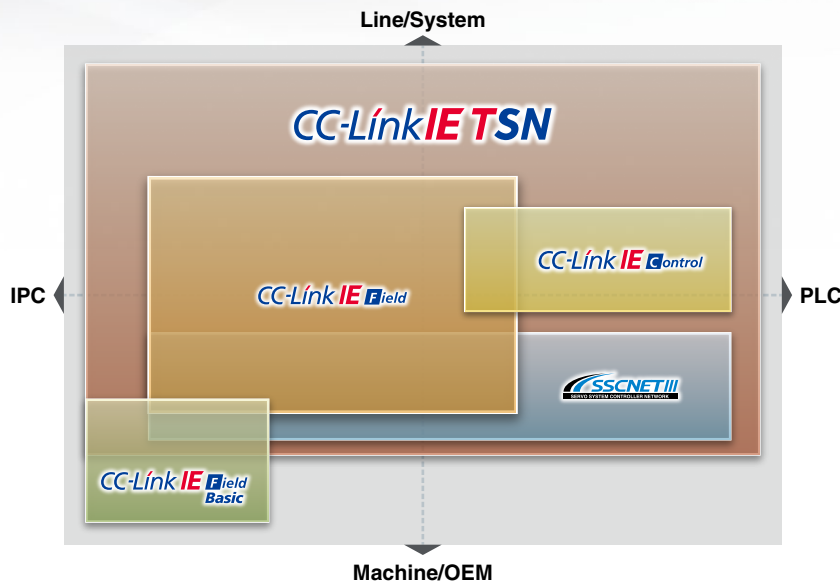 Line/System
CC-Link IE TSN
CC-Link IE Control
IPC
CC-Link IE Field
PLC
SSCNET III
SERVO SYSTEM CONTROLLER NETWORK
CC-Link IE Field
Basic
Machine/OEM